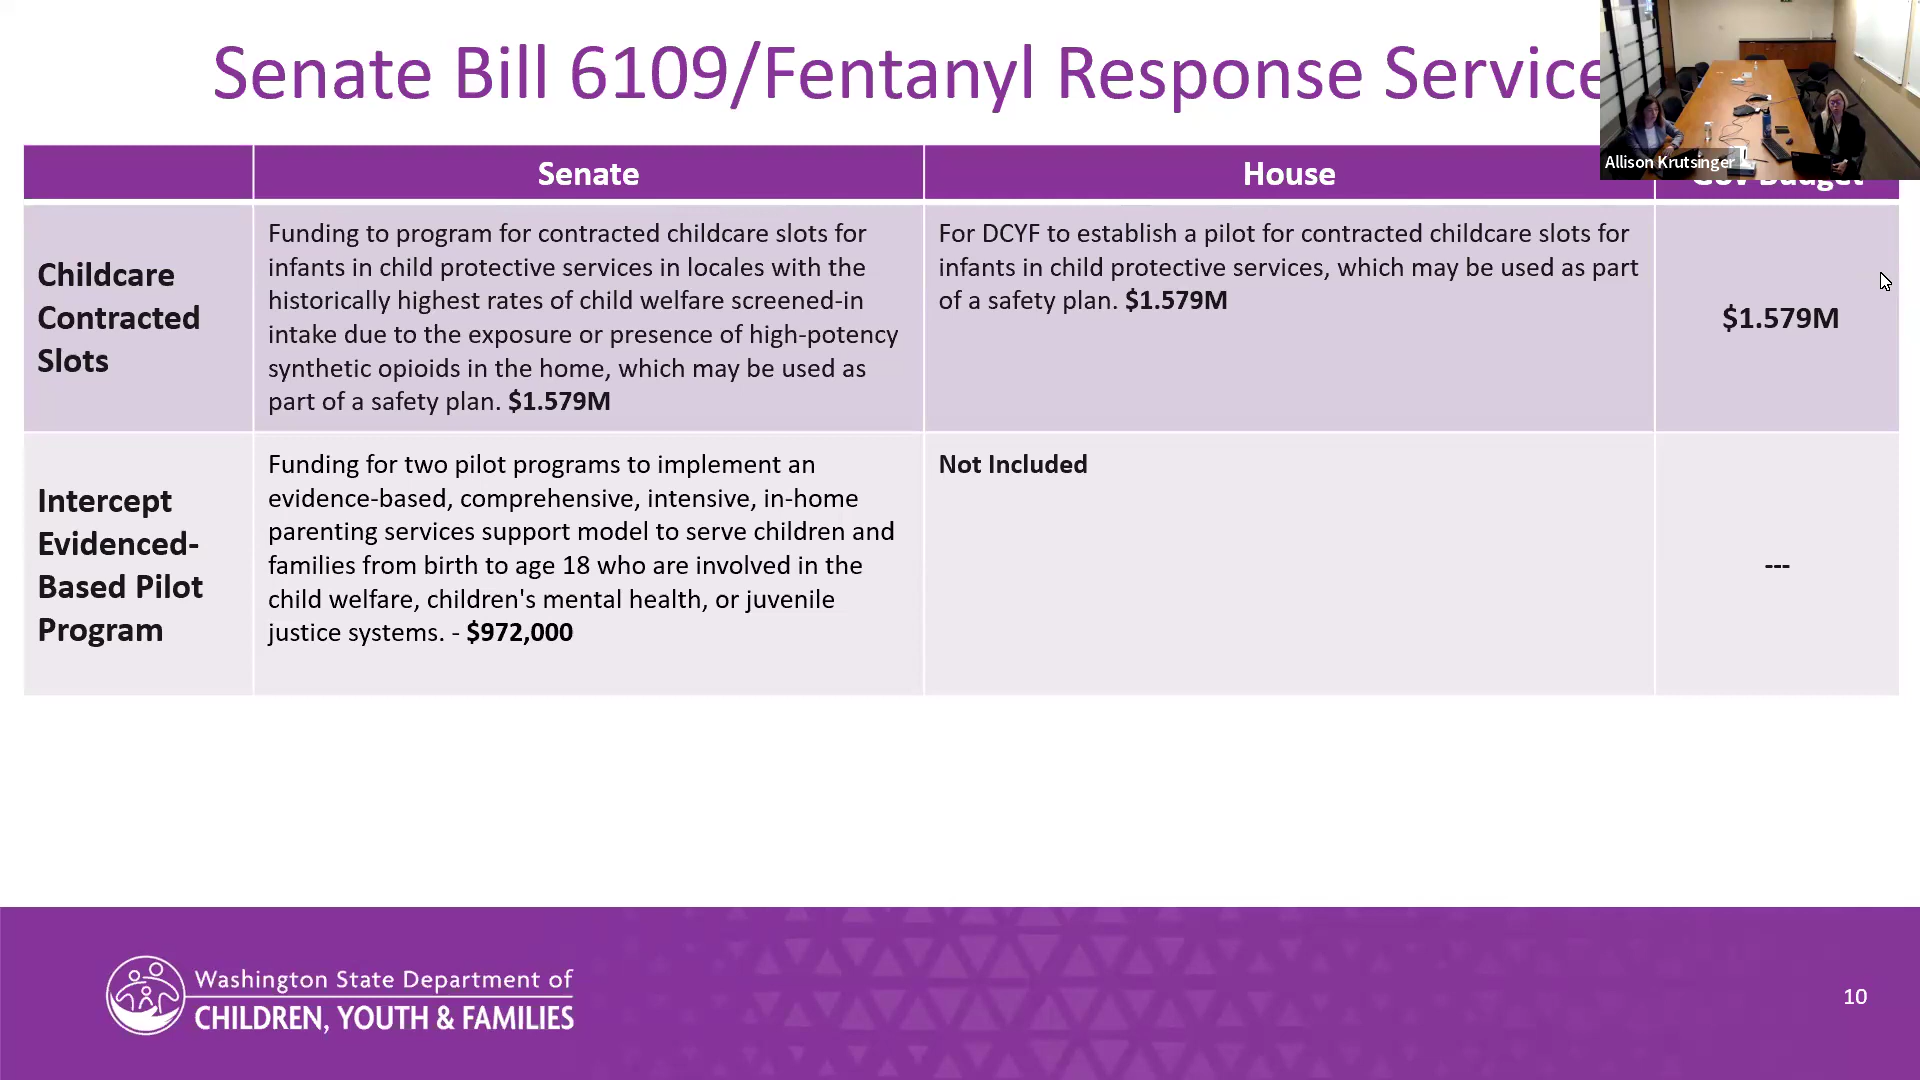 Senate Bill 6109/Fentanyl Response Service
Allison Krutsinger
Senate
House
Gov Budget
Childcare
Contracted
Slots
Funding to program for contracted childcare slots for
infants in child protective services in locales with the
historically highest rates of child welfare screened-in
intake due to the exposure or presence of high-potency
synthetic opioids in the home, which may be used as
part of a safety plan. $1.579M
For DCYF to establish a pilot for contracted childcare slots for
infants in child protective services, which may be used as part
of a safety plan. $1.579M
$1.579M
Intercept
Evidenced-
Based Pilot
Program
Funding for two pilot programs to implement an
evidence-based, comprehensive, intensive, in-home
parenting services support model to serve children and
families from birth to age 18 who are involved in the
child welfare, children's mental health, or juvenile
justice systems. - $972,000
Not Included
---
Washington State Department of
CHILDREN, YOUTH & FAMILIES
10